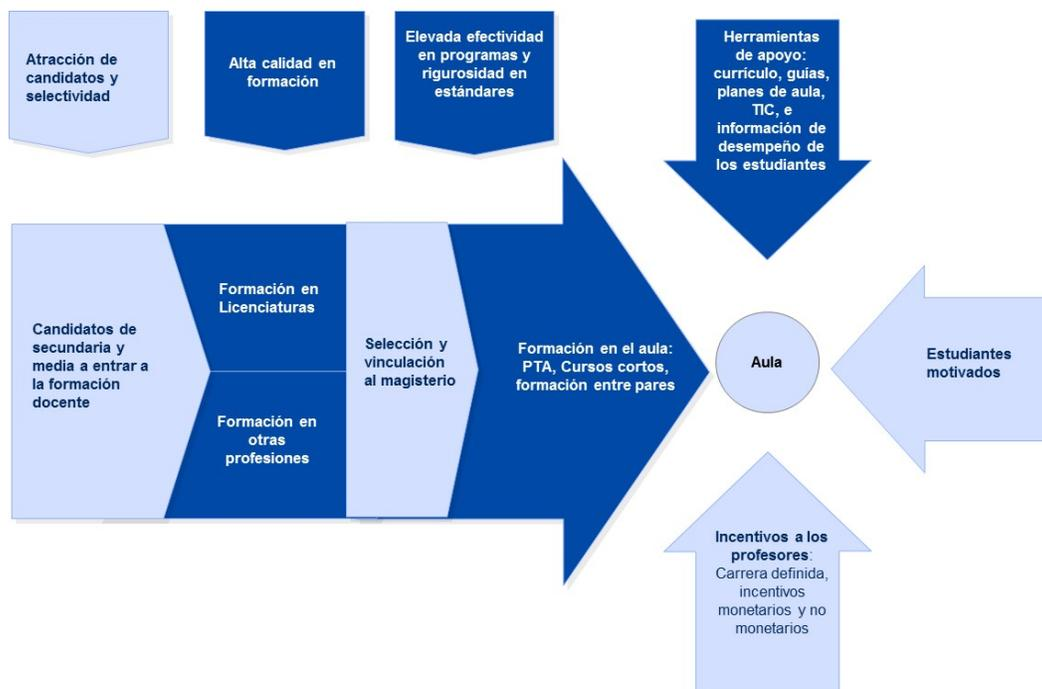 Atracción de
candidatos y
selectividad
Alta calidad en
formación
Elevada efectividad
en programas y
rigurosidad en
estándares
Herramientas
de apoyo:
currículo, guías,
planes de aula,
TIC, e
información de
desempeño de
los estudiantes
Candidatos de
secundaria y
media a entrar a
la formación
docente
Formación en
Licenciaturas
Formación en
otras
profesiones
Selección y
vinculación
al magisterio
Formación en el aula:
PTA, Cursos cortos,
formación entre pares
Aula
Estudiantes
motivados
Incentivos a los
profesores:
Carrera definida,
incentivos
monetarios y no
monetarios